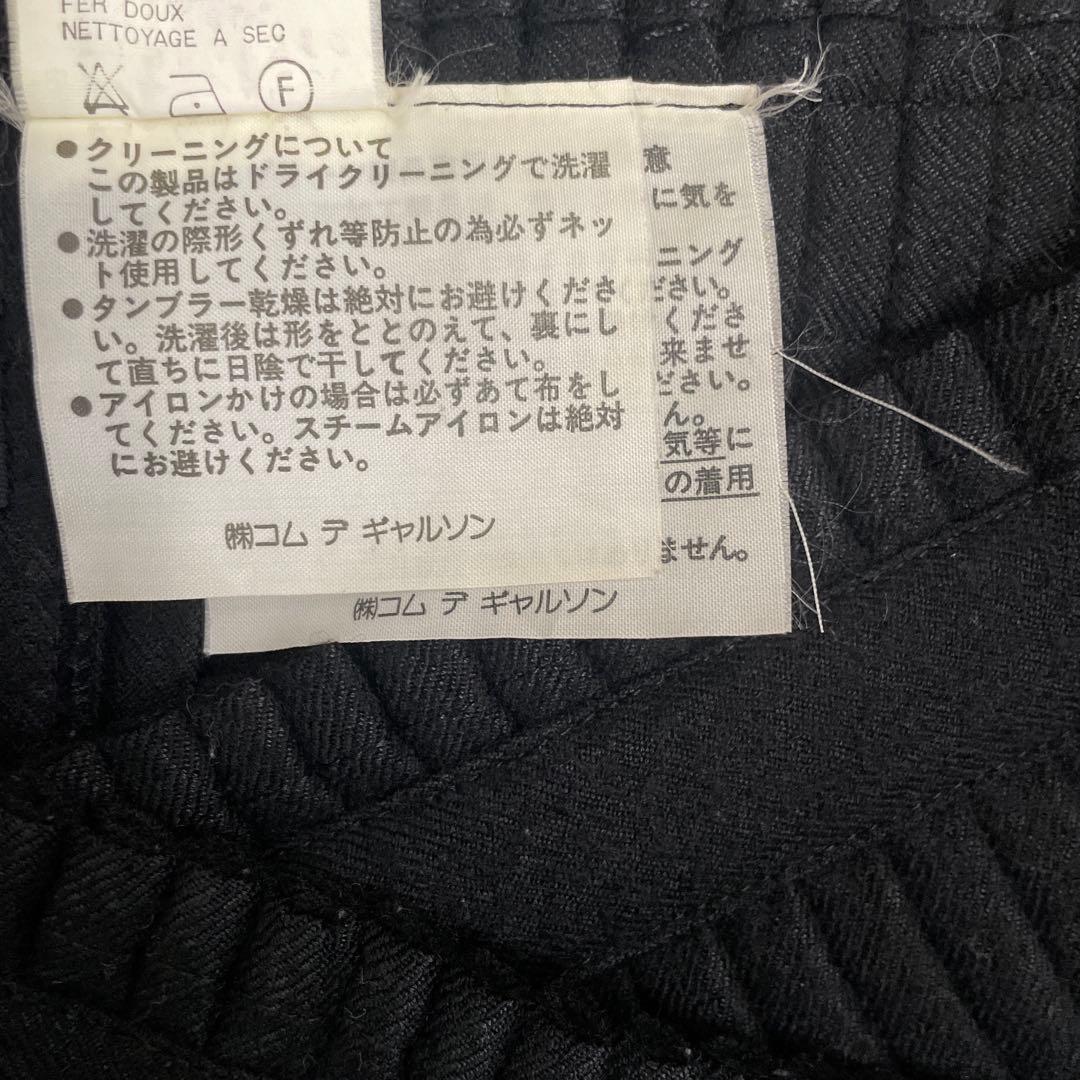 FER DOUX
NETTOYAGE A SEC
F
●クリーニングについて
この製品はドライクリーニングで洗濯
してください。
●洗濯の際形くずれ等防止の為必ずネッ
ト使用してください。
●タンブラー乾燥は絶対にお避けくださ
い。洗濯後は形をととのえて、裏にし
て直ちに日陰で干してください。
●アイロンかけの場合は必ずあて布をし
てください。スチームアイロンは絶対
にお避けください。
㈱コム デ ギャルソン
意
に気を
ニング
ださい。
くださ
来ませ
ださい。
ん。
気等に
の着用
ません。
㈱コム デ ギャルソン